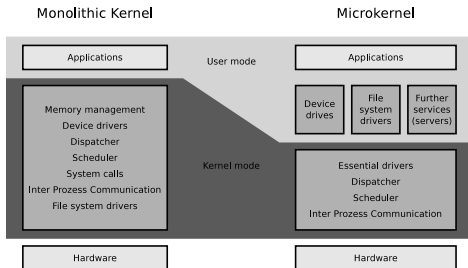 Monolithic Kernel
Microkernel
Applications
User mode
Applications
Device
drives
File
system
drivers
Further
services
(servers)
Memory management
Device drivers
Dispatcher
Scheduler
System calls
Inter Prozess Communication
File system drivers
Kernel mode
Essential drivers
Dispatcher
Scheduler
Inter Prozess Communication
Hardware
Hardware